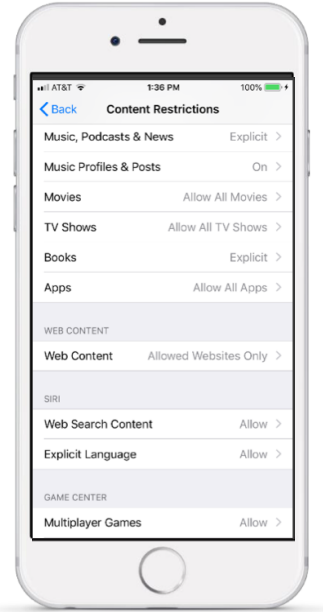 AT&T 1:36 PM 100%
Back Content Restrictions
Music, Podcasts & News Explicit
Music Profiles & Posts On
Movies Allow All Movies
TV Shows Allow All TV Shows
Books Explicit
Apps Allow All Apps
WEB CONTENT
Web Content Allowed Websites Only
SIRI
Web Search Content Allow
Explicit Language Allow
GAME CENTER
Multiplayer Games Allow